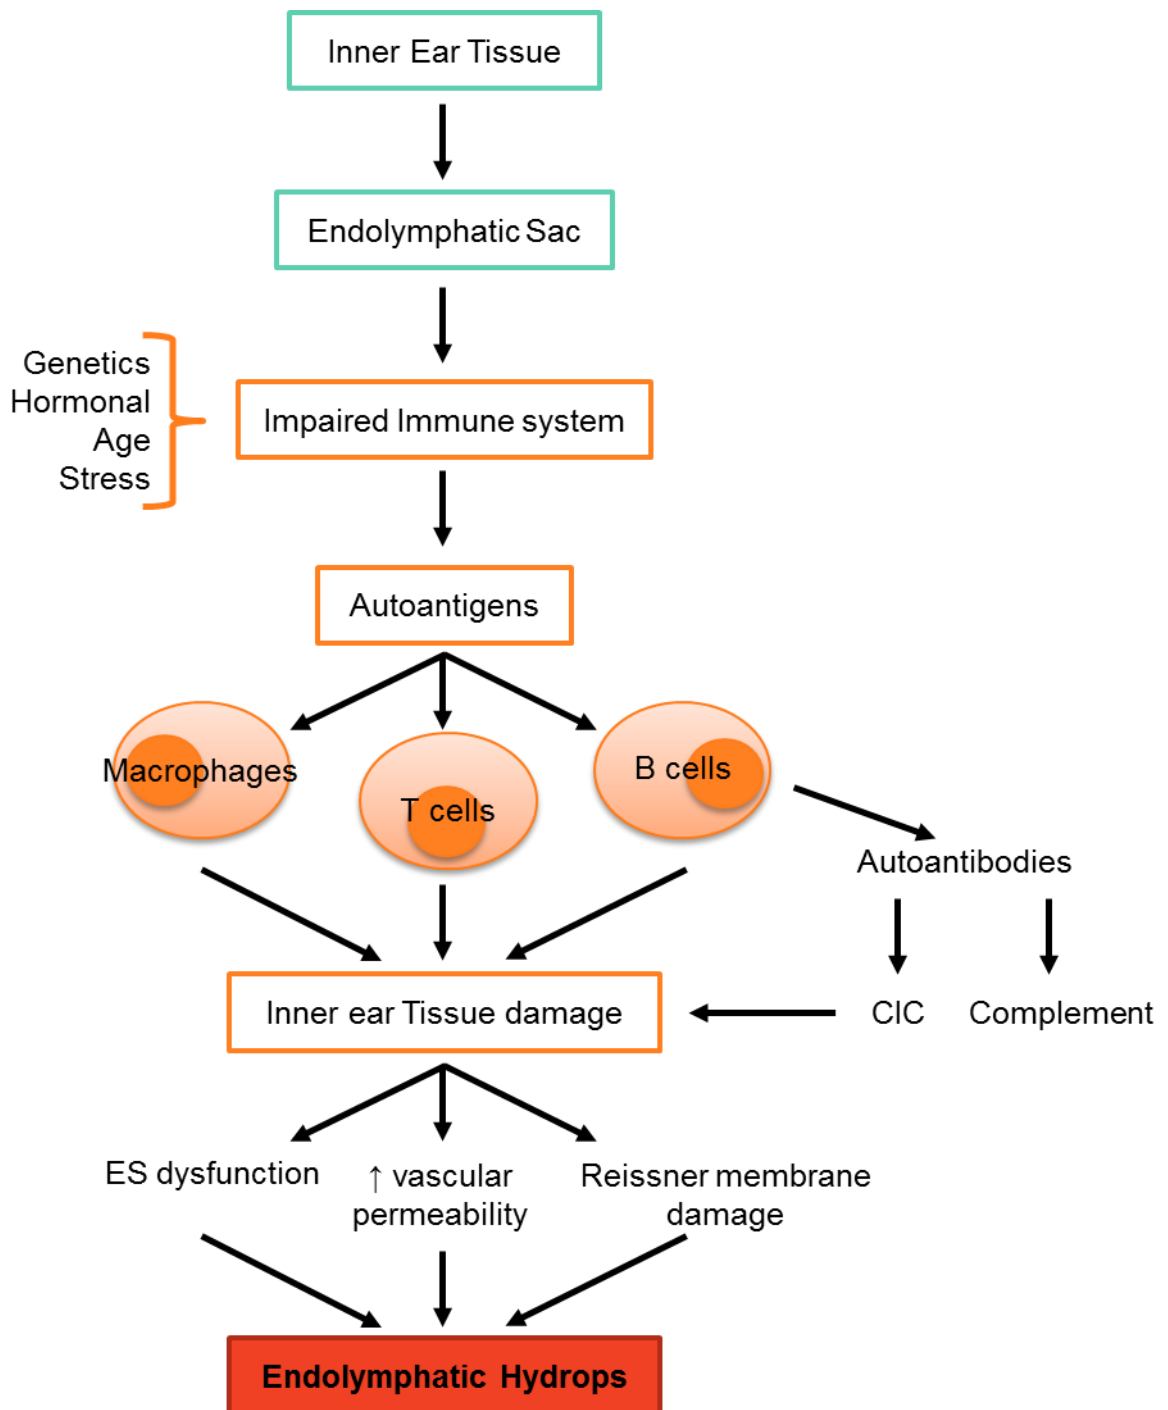 Inner Ear Tissue
Endolymphatic Sac
Genetics
Hormonal
Age
Stress
Impaired Immune system
Autoantigens
Macrophages
T cells
B cells
Autoantibodies
Inner ear Tissue damage
CIC
Complement
ES dysfunction
↑ vascular
permeability
Reissner membrane
damage
Endolymphatic Hydrops